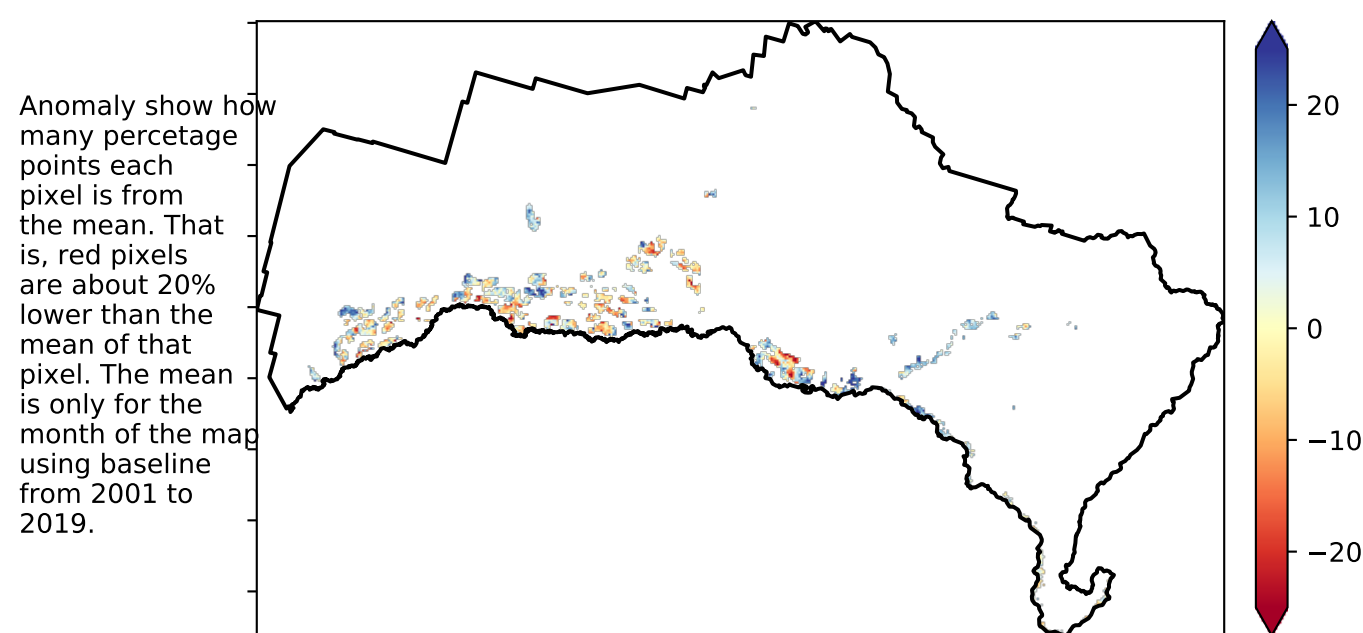 Anomaly show how
many percetage
points each
pixel is from
the mean. That
is, red pixels
are about 20%
lower than the
mean of that
pixel. The mean
is only for the
month of the map
using baseline
from 2001 to
2019.
20
10
0
−10
−20